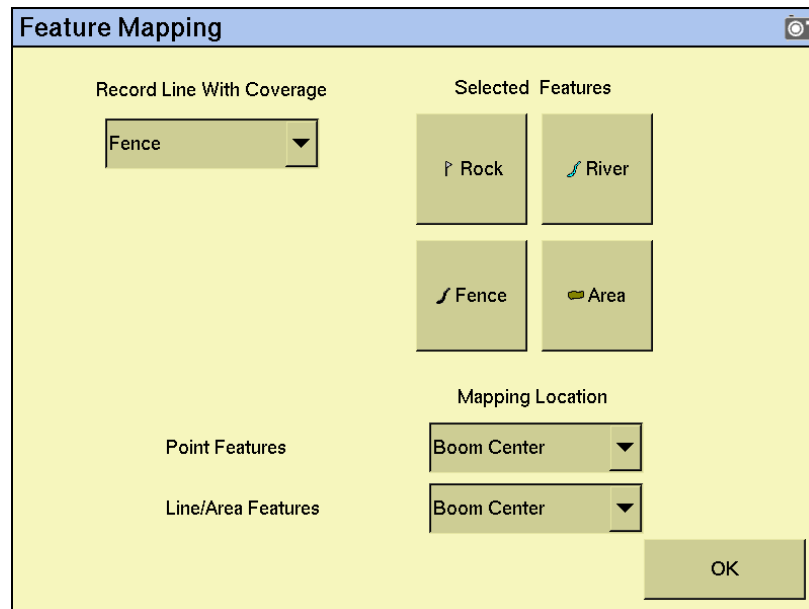 Feature Mapping
Record Line With Coverage
Fence
Selected Features
Rock
River
Fence
Area
Mapping Location
Point Features
Boom Center
Line/Area Features
Boom Center
OK